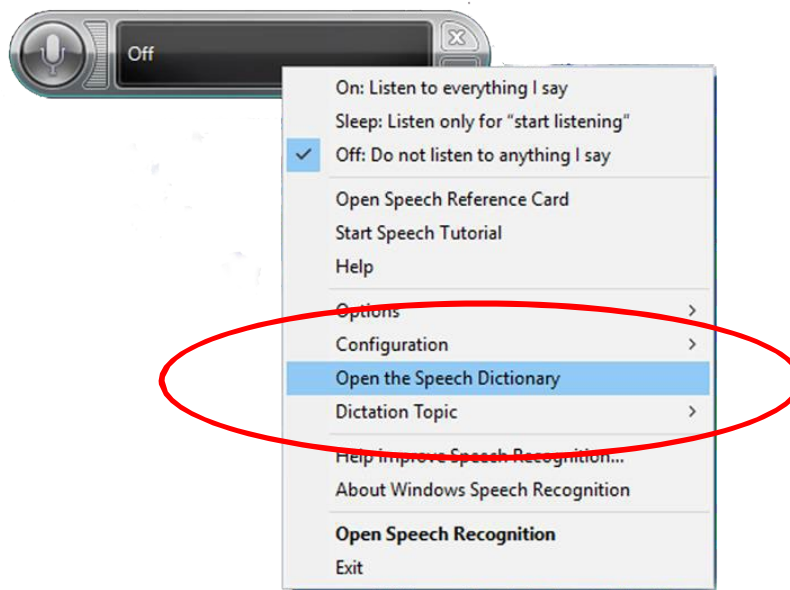 Off
On: Listen to everything I say
Sleep: Listen only for “start listening”
Off: Do not listen to anything I say
Open Speech Reference Card
Start Speech Tutorial
Help
Options
Configuration
Open the Speech Dictionary
Dictation Topic
Help Improve Speech Recognition...
About Windows Speech Recognition
Open Speech Recognition
Exit